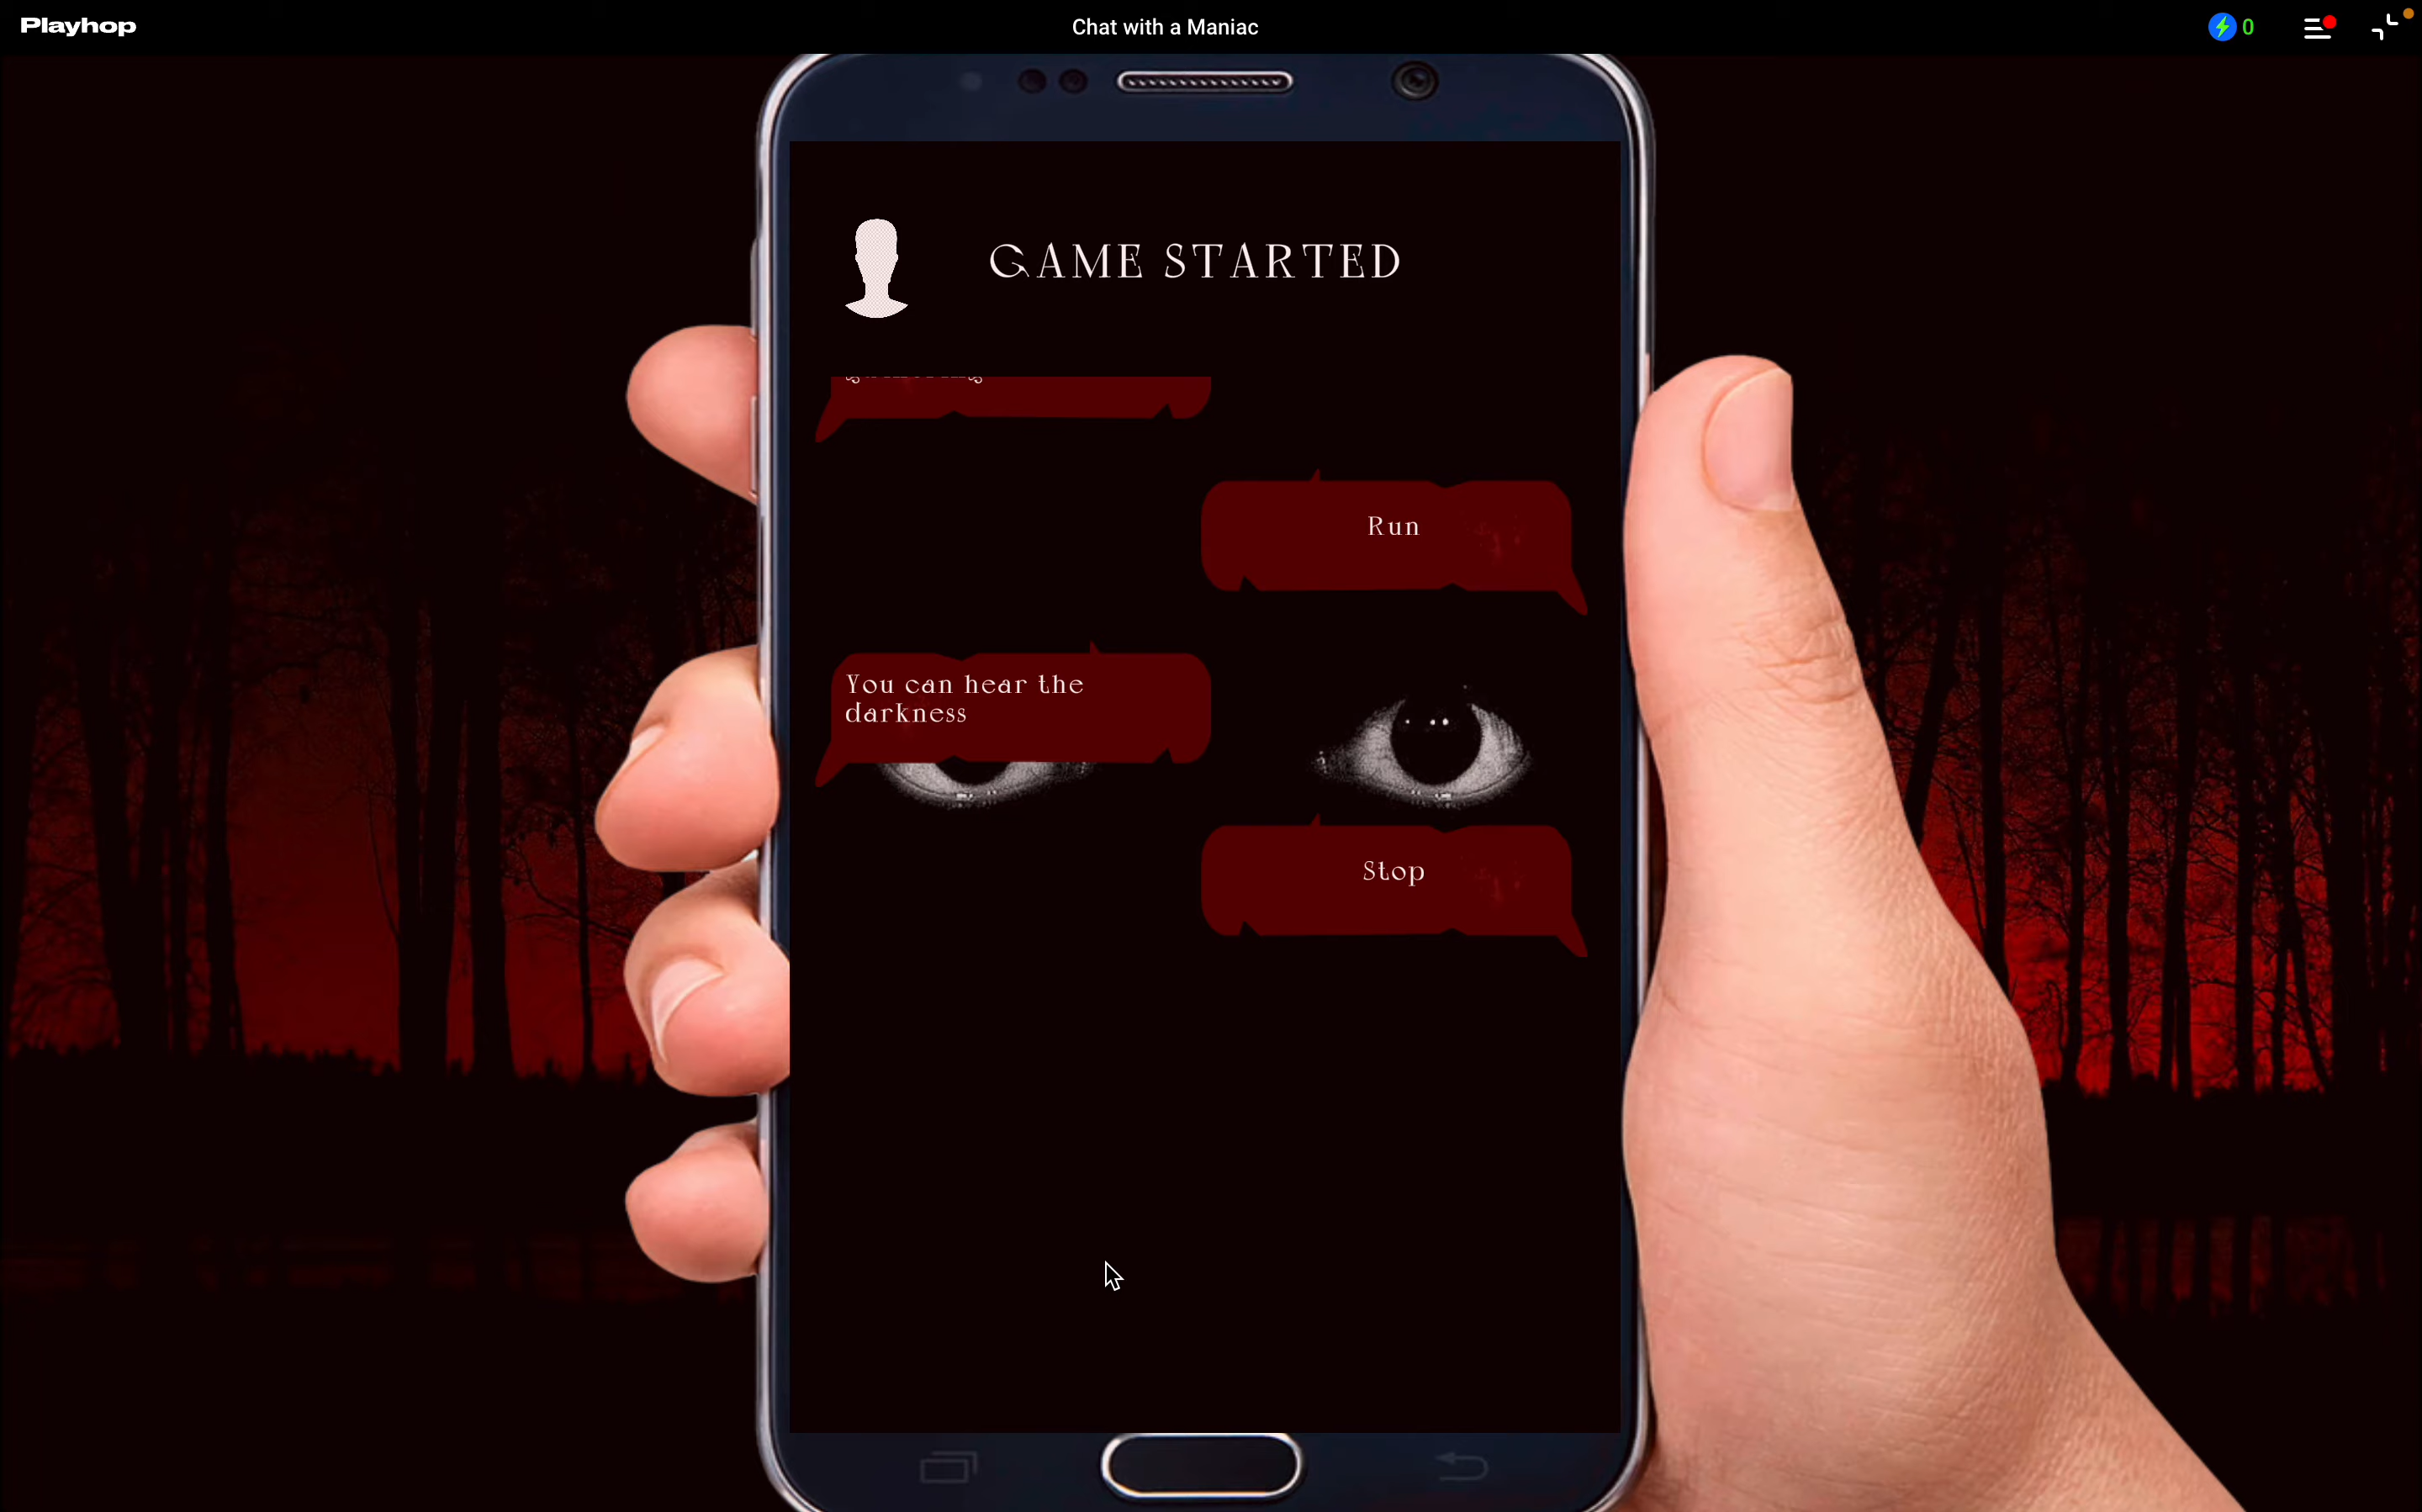 Playhop
Chat with a Maniac
0
GAME STARTED
Run
You can hear the
darkness
Stop